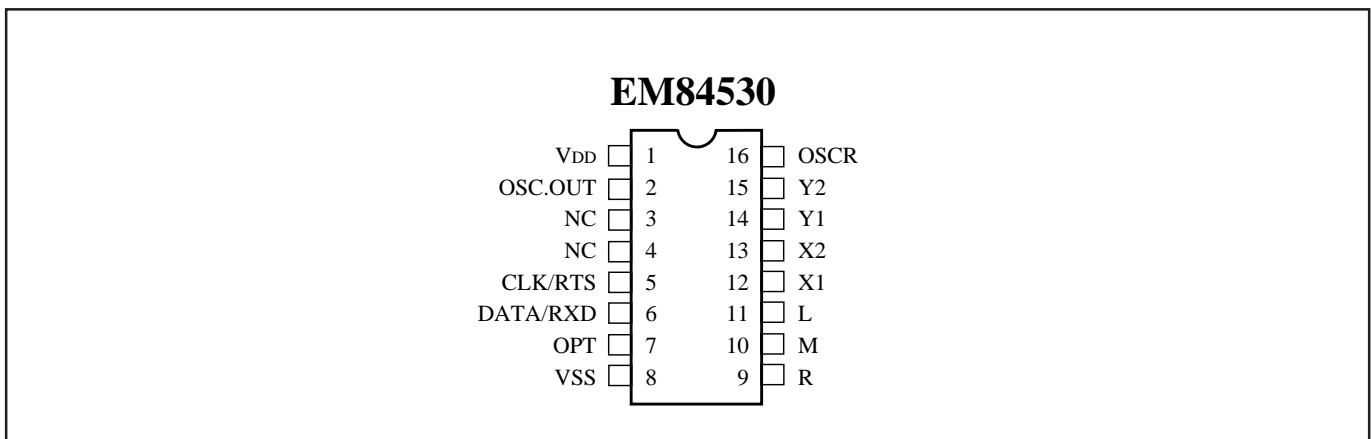 EM84530
VDD 1 16 OSCR
OSC.OUT 2 15 Y2
NC 3 14 Y1
NC 4 13 X2
CLK/RTS 5 12 X1
DATA/RXD 6 11 L
OPT 7 10 M
VSS 8 9 R